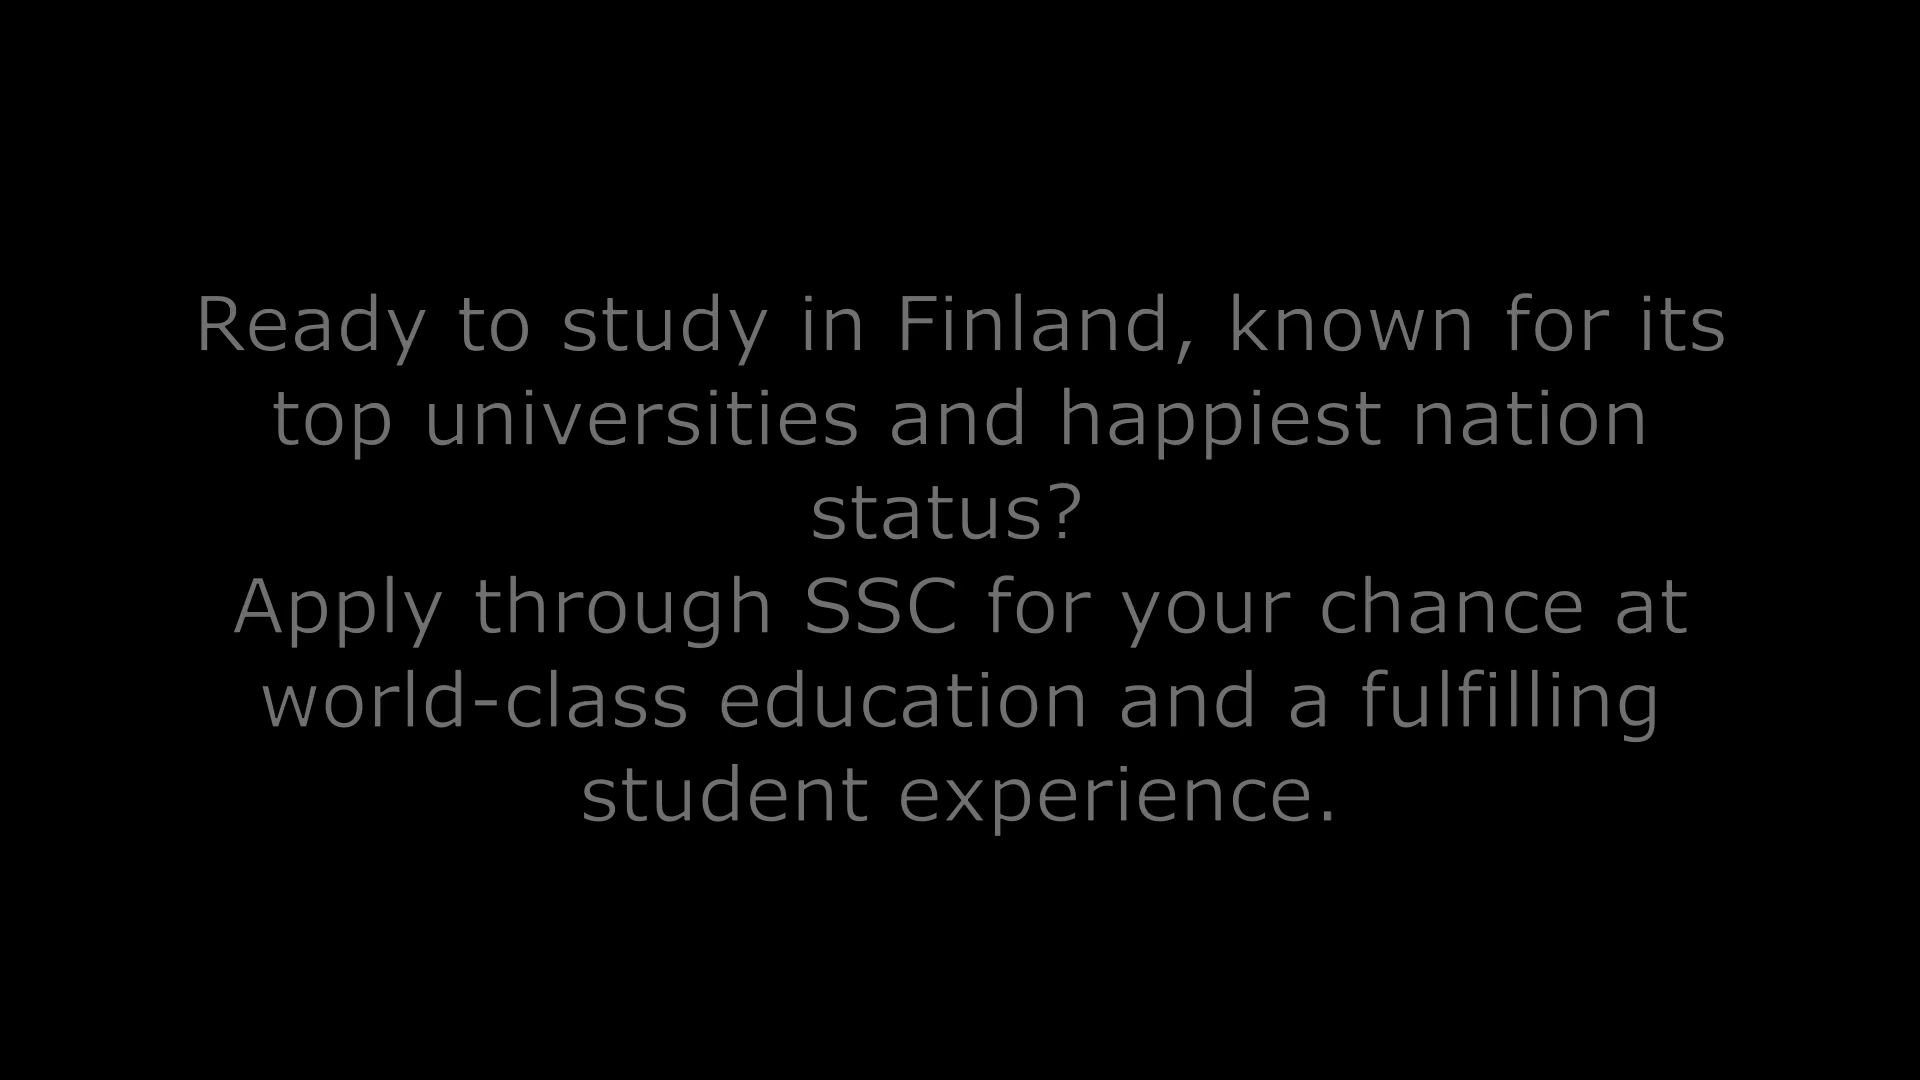 Ready to study in Finland, known for its
top universities and happiest nation
status?
Apply through SSC for your chance at
world-class education and a fulfilling
student experience.